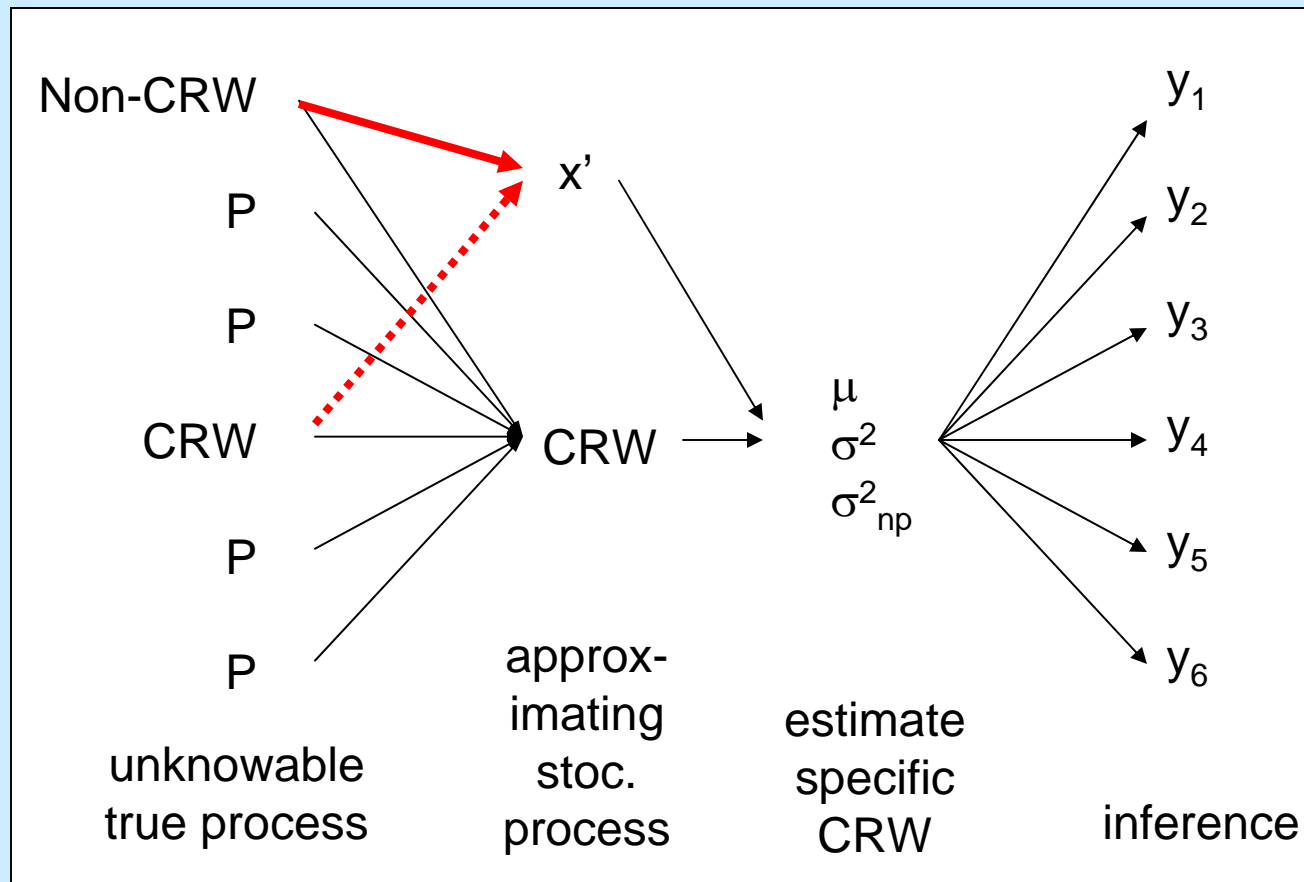 Non-CRW
P
P
CRW
P
P
unknowable
true process
x’
CRW
approx-
imating
stoc.
process
μ
σ²
σ²ₙₚ
estimate
specific
CRW
y₁
y₂
y₃
y₄
y₅
y₆
inference